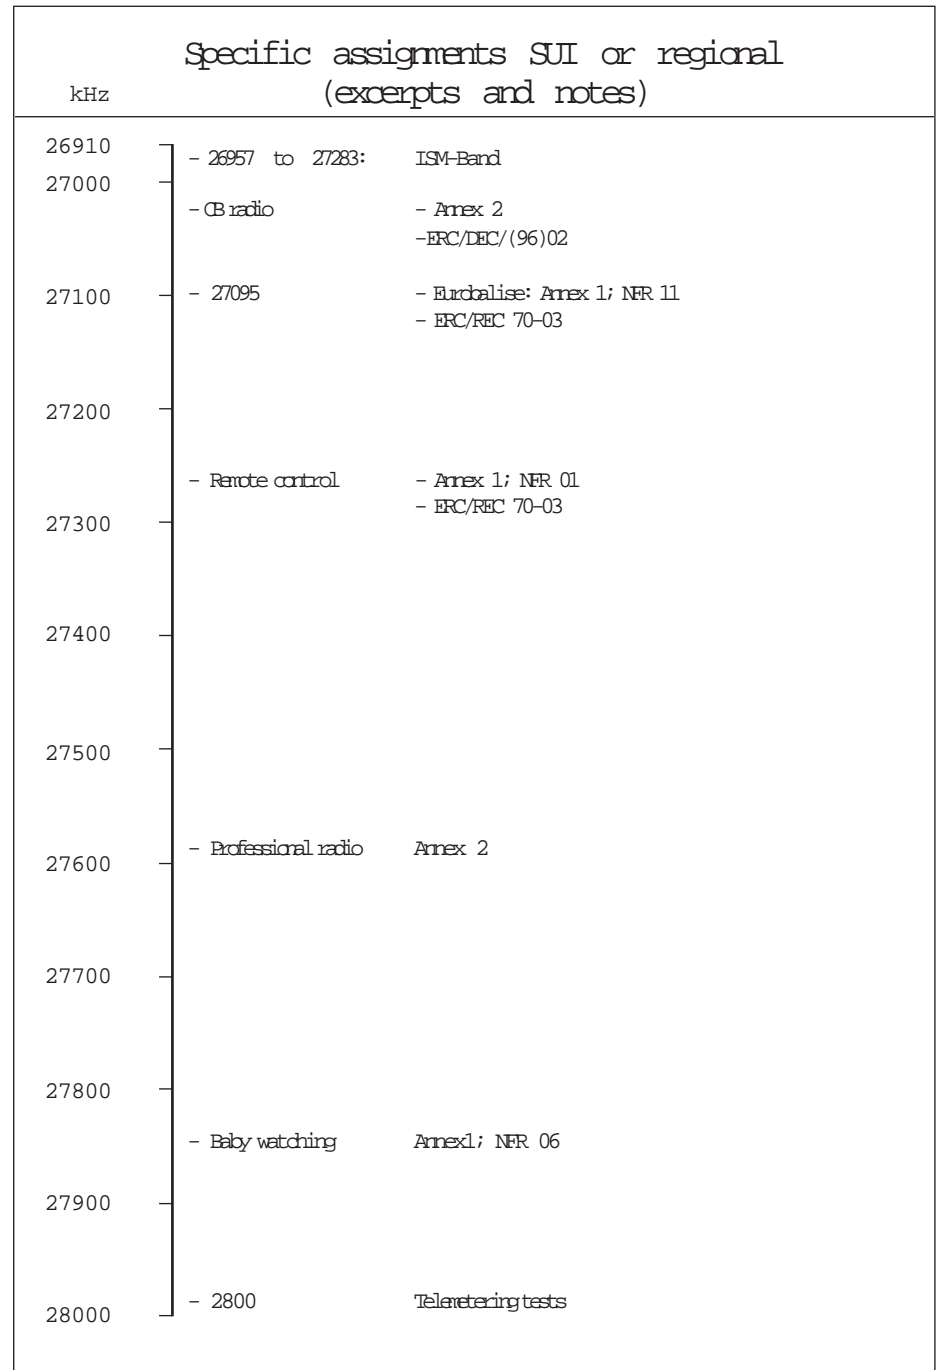 Specific assignments SUI or regional
kHz (excerpts and notes)
26910
- 26957 to 27283: ISM-Band
27000
- CB radio - Annex 2
-ERC/DEC/(96)02
27100 - 27095 - Eurobalise: Annex 1; NFR 11
- ERC/REC 70-03
27200
- Remote control - Annex 1; NFR 01
- ERC/REC 70-03
27300
27400
27500
- Professional radio Annex 2
27600
27700
27800
- Baby watching Annex1; NFR 06
27900
- 2800 Telemetering tests
28000